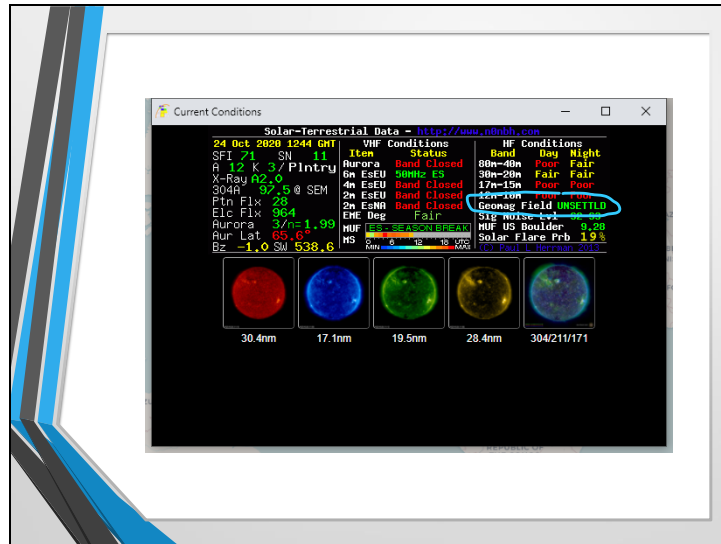 Current Conditions
Solar-Terrestrial Data - http://www.n0nbh.com
24 Oct 2020 1244 GMT
SFI 71 SN 11
A 12 K 3/ Plntry
X-Ray A2.0
304A 97.5 @ SEM
Ptn Flx 28
Elc Flx 964
Aurora 3/n=1.99
Aur Lat 65.6°
Bz -1.0 SW 538.6
VHF Conditions
Item Status
Aurora Band Closed
6m EsEU 50MHz ES
4m EsEU Band Closed
2m EsEU Band Closed
2m EsNA Band Closed
EME Deg Fair
MUF ES - SEASON BREAK
MS 0 6 12 18 UTC
MIN MAX
HF Conditions
Band Day Night
80m-40m Poor Fair
30m-20m Fair Fair
17m-15m Poor Poor
12m-10m Poor Poor
Geomag Field UNSETTLD
Sig Noise Lvl S2-S3
MUF US Boulder 9.28
Solar Flare Prb 19%
(C) Paul L Herrman 2013
30.4nm 17.1nm 19.5nm 28.4nm 304/211/171
REPUBLIC OF